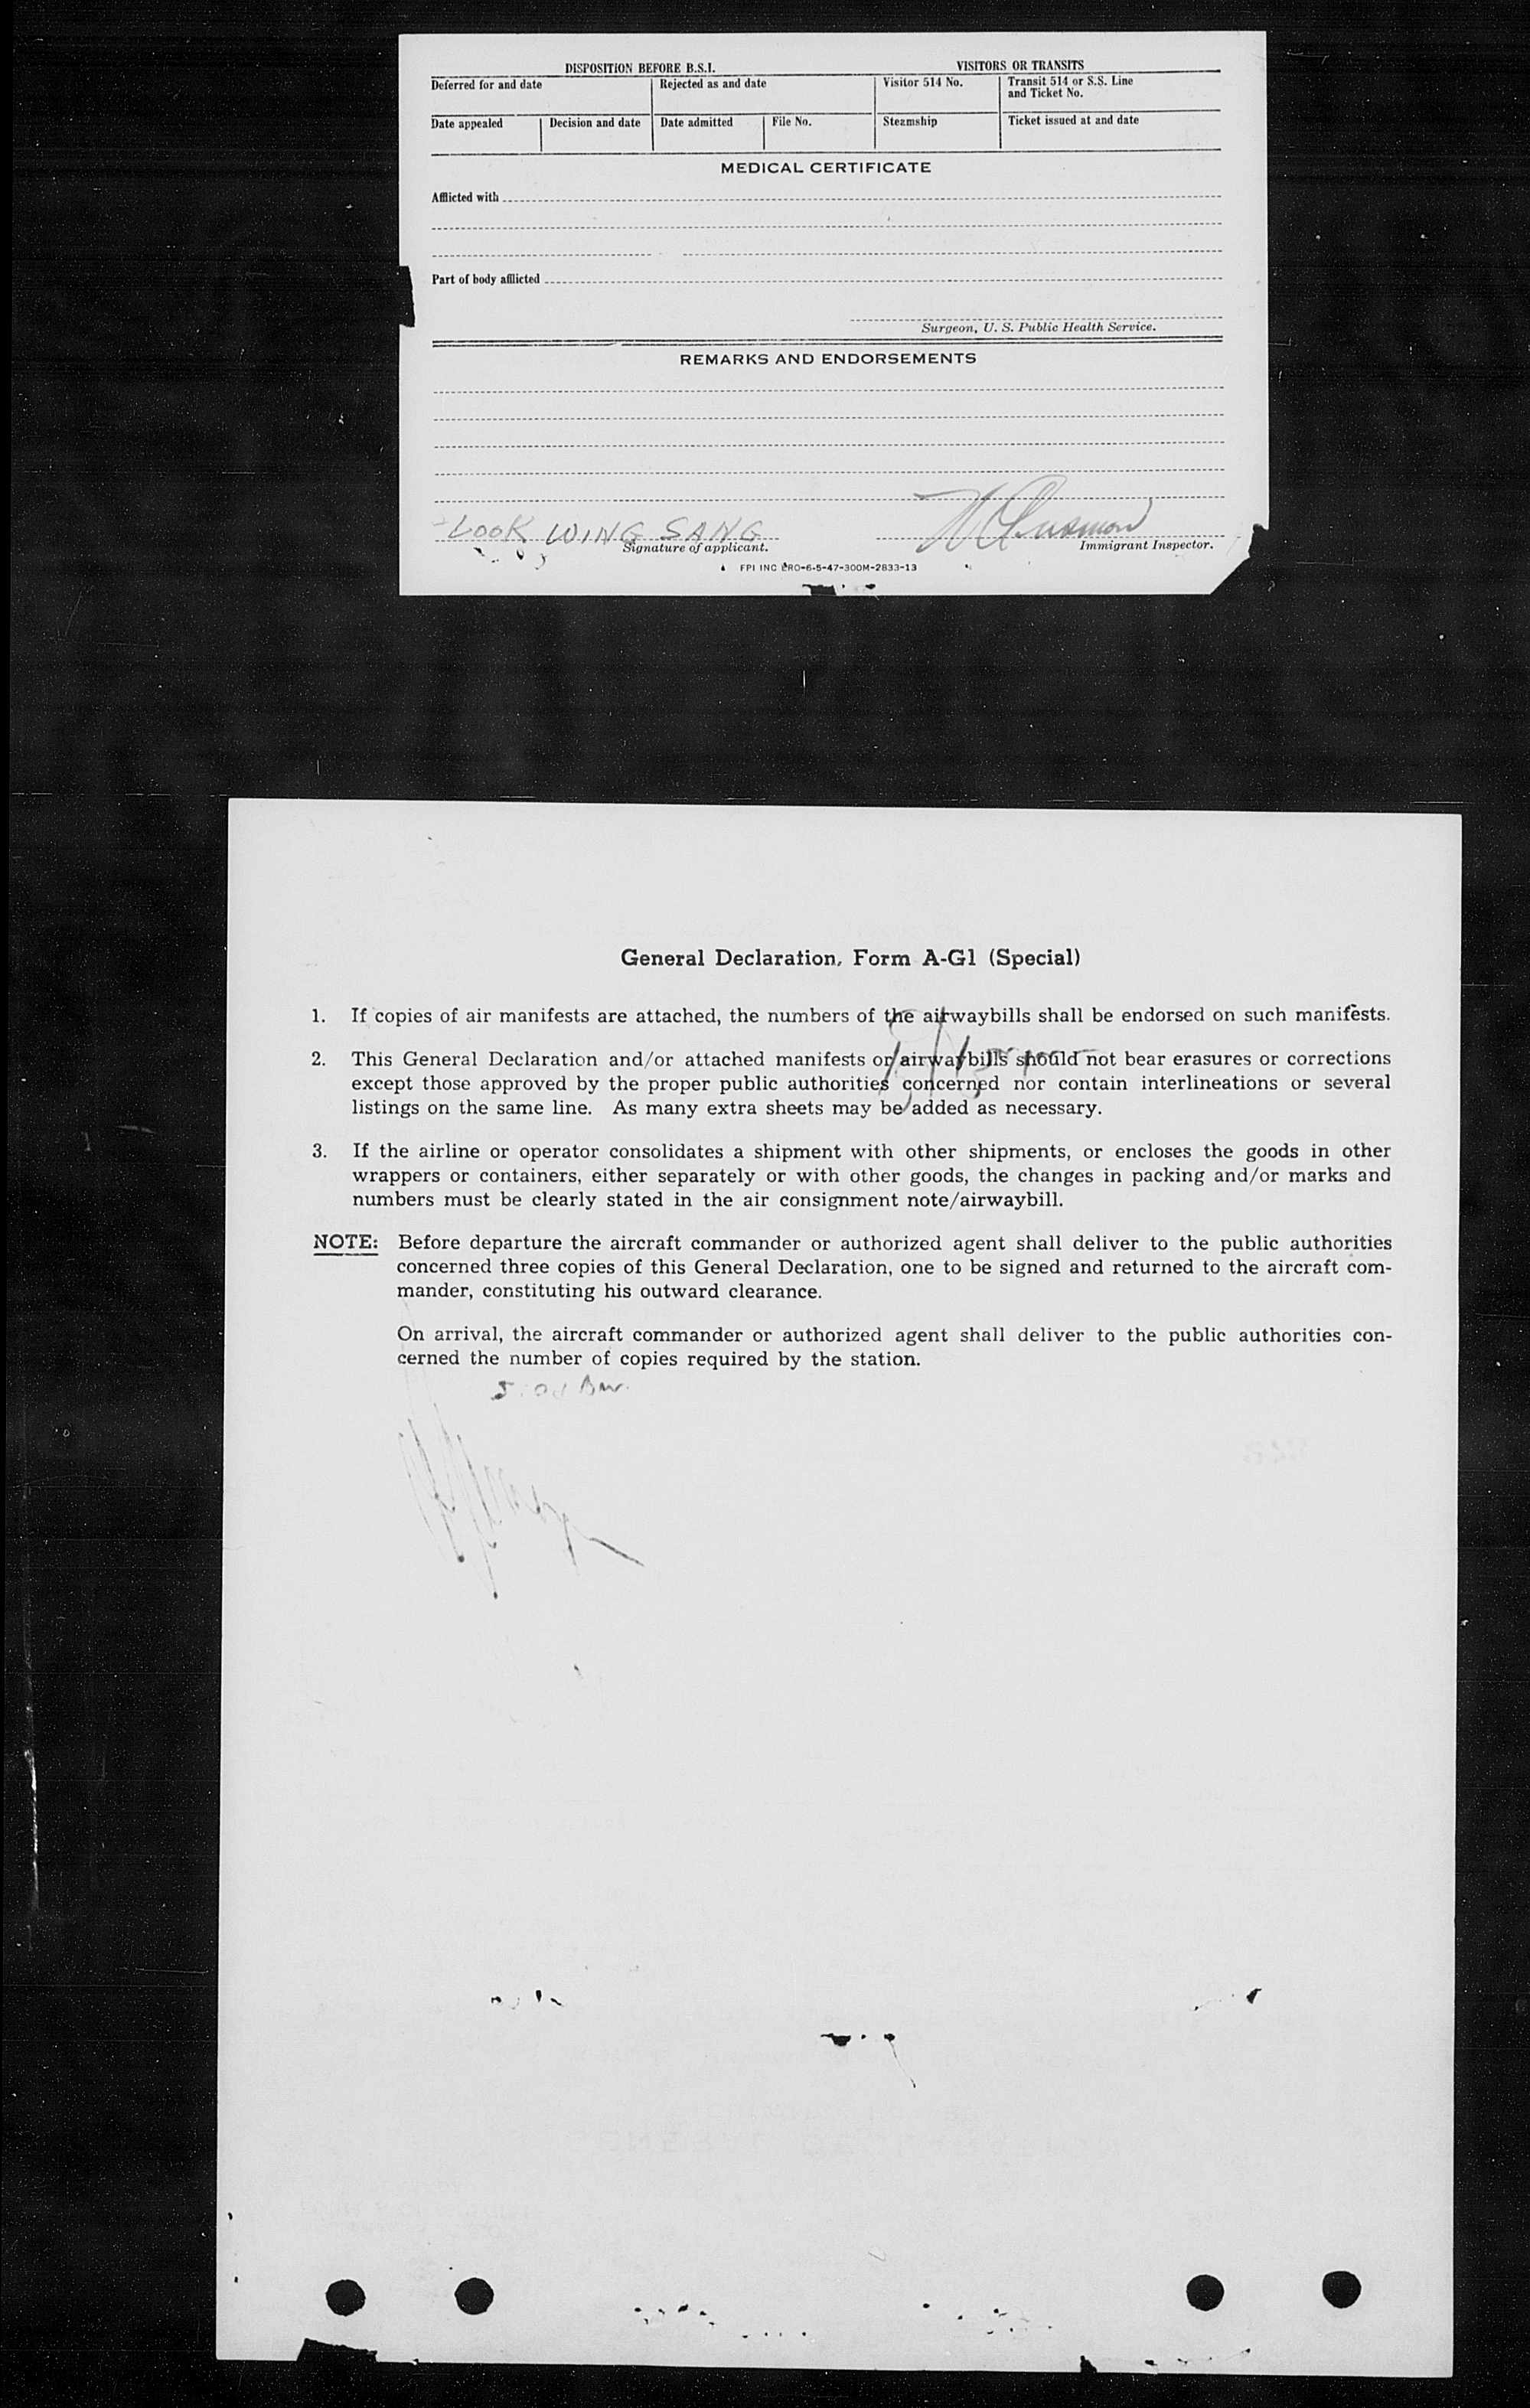 DISPOSITION BEFORE B.S.I.
VISITORS OR TRANSITS
Deferred for and date
Rejected as and date
Visitor 514 No.
Transit 514 or S.S. Line
and Ticket No.
Date appealed
Decision and date
Date admitted
File No.
Steamship
Ticket issued at and date
MEDICAL CERTIFICATE
Afflicted with
Part of body afflicted
Surgeon, U. S. Public Health Service.
REMARKS AND ENDORSEMENTS
LOOK WING SANG
Signature of applicant.
Immigrant Inspector.
FPI INC LRO-6-5-47-300M-2833-13
General Declaration, Form A-G1 (Special)
1. If copies of air manifests are attached, the numbers of the airwaybills shall be endorsed on such manifests.
2. This General Declaration and/or attached manifests or airwaybills should not bear erasures or corrections
except those approved by the proper public authorities concerned nor contain interlineations or several
listings on the same line. As many extra sheets may be added as necessary.
3. If the airline or operator consolidates a shipment with other shipments, or encloses the goods in other
wrappers or containers, either separately or with other goods, the changes in packing and/or marks and
numbers must be clearly stated in the air consignment note/airwaybill.
NOTE: Before departure the aircraft commander or authorized agent shall deliver to the public authorities
concerned three copies of this General Declaration, one to be signed and returned to the aircraft com-
mander, constituting his outward clearance.
On arrival, the aircraft commander or authorized agent shall deliver to the public authorities con-
cerned the number of copies required by the station.